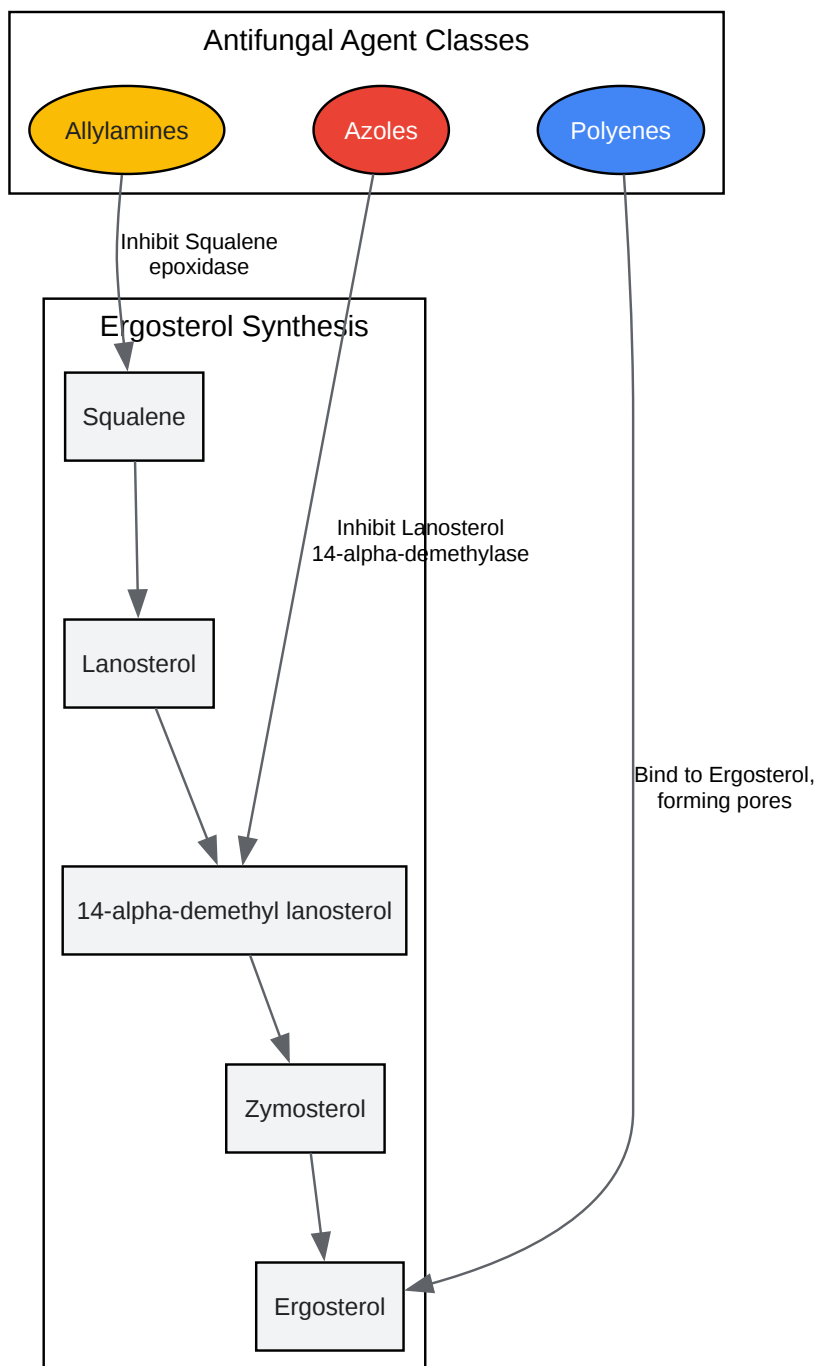 Antifungal Agent Classes
Allylamines
Azoles
Polyenes
Inhibit Squalene
epoxidase
Ergosterol Synthesis
Squalene
Inhibit Lanosterol
14-alpha-demethylase
Lanosterol
Bind to Ergosterol,
forming pores
14-alpha-demethyl lanosterol
Zymosterol
Ergosterol